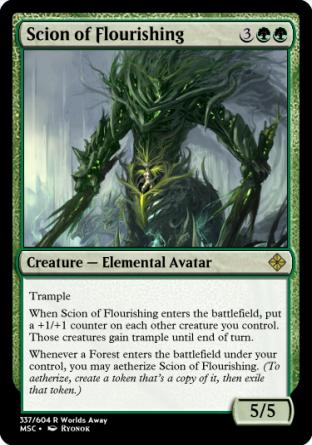 Scion of Flourishing 3
Creature — Elemental Avatar
Trample
When Scion of Flourishing enters the battlefield, put
a +1/+1 counter on each other creature you control.
Those creatures gain trample until end of turn.
Whenever a Forest enters the battlefield under your
control, you may aetherize Scion of Flourishing. (To
aetherize, create a token that's a copy of it, then exile
that token.)
5/5
337/604 R Worlds Away
MSC • Ryonok